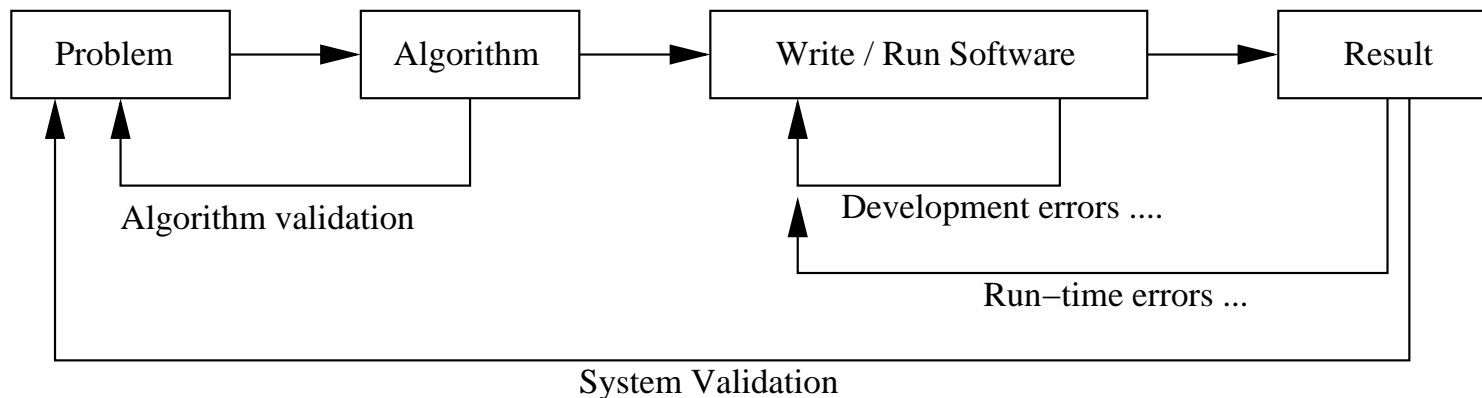 Problem
Algorithm
Write / Run Software
Result
Algorithm validation
Development errors ....
Run−time errors ...
System Validation